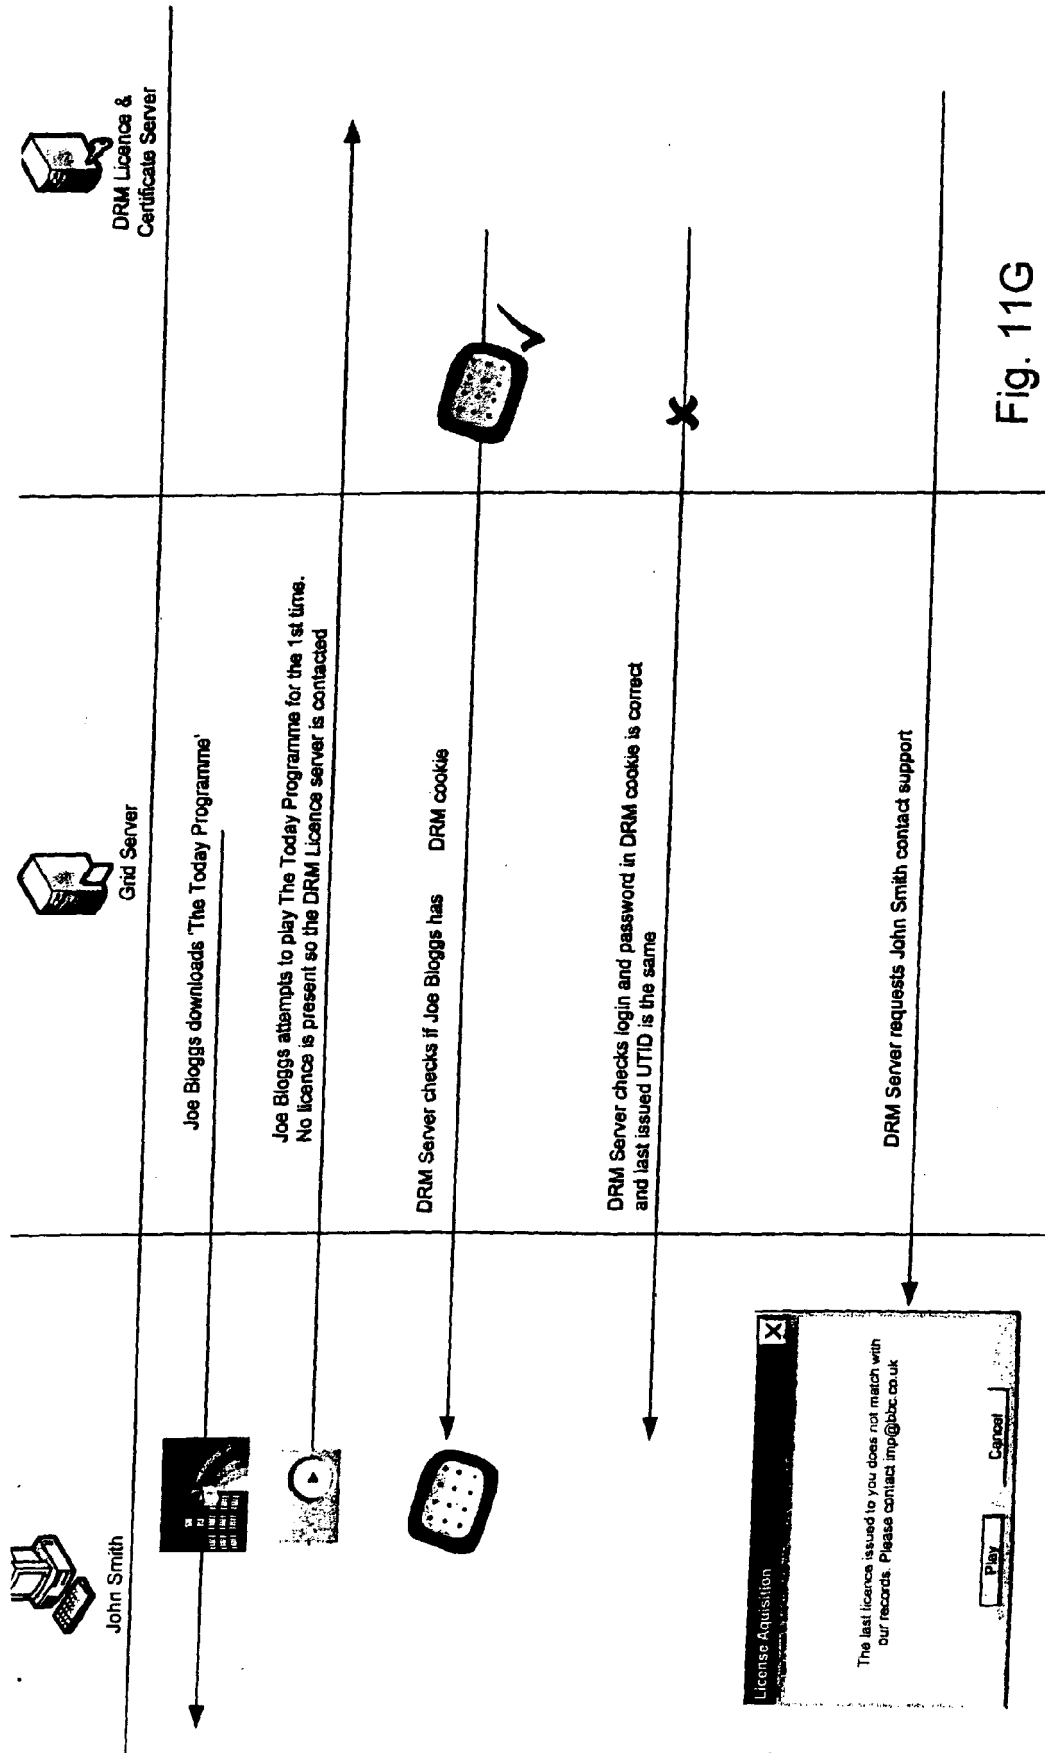 John Smith
Grid Server
DRM Licence &
Certificate Server
Joe Bloggs downloads 'The Today Programme'
Joe Bloggs attempts to play The Today Programme for the 1st time.
No licence is present so the DRM Licence server is contacted
DRM Server checks if Joe Bloggs has DRM cookie
DRM Server checks login and password in DRM cookie is correct
and last issued UTID is the same
DRM Server requests John Smith contact support
License Aquisition
The last licence issued to you does not match with
our records. Please contact imp@bbc.co.uk
Play
Cancel
Fig. 11G